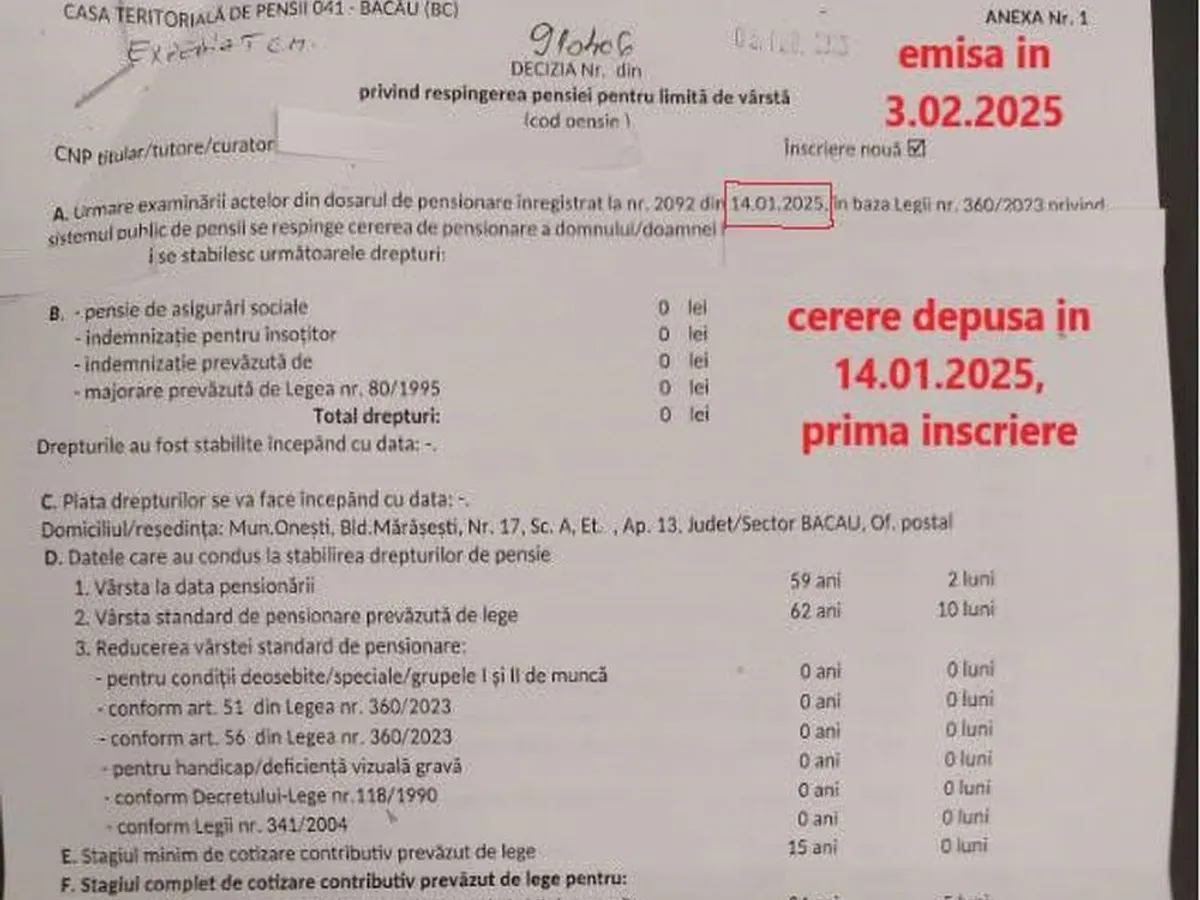 CASA TERITORIALĂ DE PENSII 041 - BACĂU (BC)
ANEXA Nr. 1
emisa in
3.02.2025
DECIZIA Nr. din
privind respingerea pensiei pentru limită de vârstă
(cod pensie )
CNP titular/tutore/curator
Înscriere nouă ☑
A. Urmare examinării actelor din dosarul de pensionare înregistrat la nr. 2092 din 14.01.2025, în baza Legii nr. 360/2023 privind
sistemul public de pensii se respinge cererea de pensionare a domnului/doamnei
i se stabilesc următoarele drepturi:
B. - pensie de asigurări sociale 0 lei
- indemnizație pentru însoțitor 0 lei
- indemnizație prevăzută de 0 lei
- majorare prevăzută de Legea nr. 80/1995 0 lei
Total drepturi: 0 lei
cerere depusa in
14.01.2025,
prima inscriere
Drepturile au fost stabilite începând cu data: -.
C. Plata drepturilor se va face începând cu data: -.
Domiciliul/reședința: Mun.Onești, Bld.Mărășești, Nr. 17, Sc. A, Et. , Ap. 13, Judet/Sector BACAU, Of. postal
D. Datele care au condus la stabilirea drepturilor de pensie
1. Vârsta la data pensionării 59 ani 2 luni
2. Vârsta standard de pensionare prevăzută de lege 62 ani 10 luni
3. Reducerea vârstei standard de pensionare:
- pentru condiții deosebite/speciale/grupele I și II de muncă 0 ani 0 luni
- conform art. 51 din Legea nr. 360/2023 0 ani 0 luni
- conform art. 56 din Legea nr. 360/2023 0 ani 0 luni
- pentru handicap/deficiență vizuală gravă 0 ani 0 luni
- conform Decretului-Lege nr.118/1990 0 ani 0 luni
- conform Legii nr. 341/2004 0 ani 0 luni
E. Stagiul minim de cotizare contributiv prevăzut de lege 15 ani 0 luni
F. Stagiul complet de cotizare contributiv prevăzut de lege pentru: